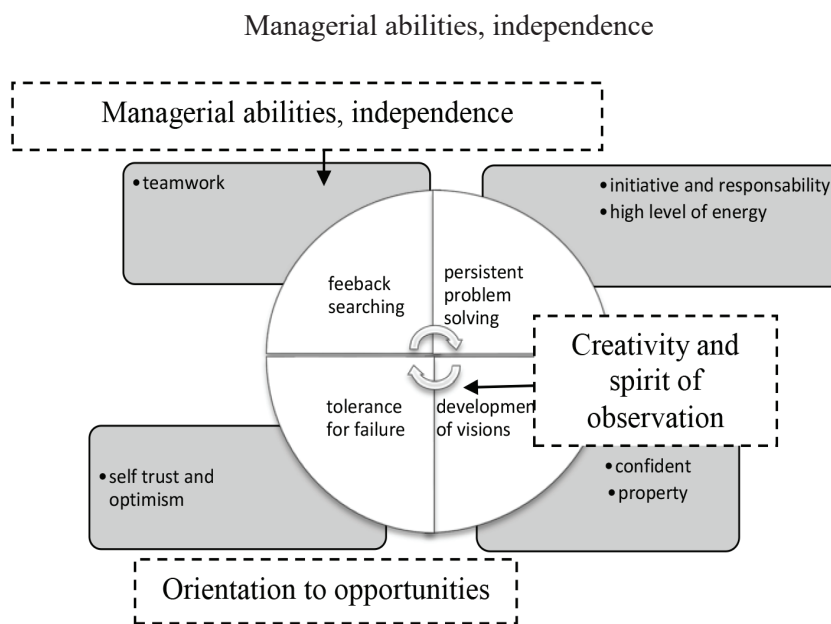 Managerial abilities, independence
Managerial abilities, independence
• teamwork
• initiative and responsability
• high level of energy
feeback
searching
persistent
problem
solving
Creativity and
spirit of
observation
tolerance
for failure
developmen
of visions
• self trust and
optimism
• confident
• property
Orientation to opportunities